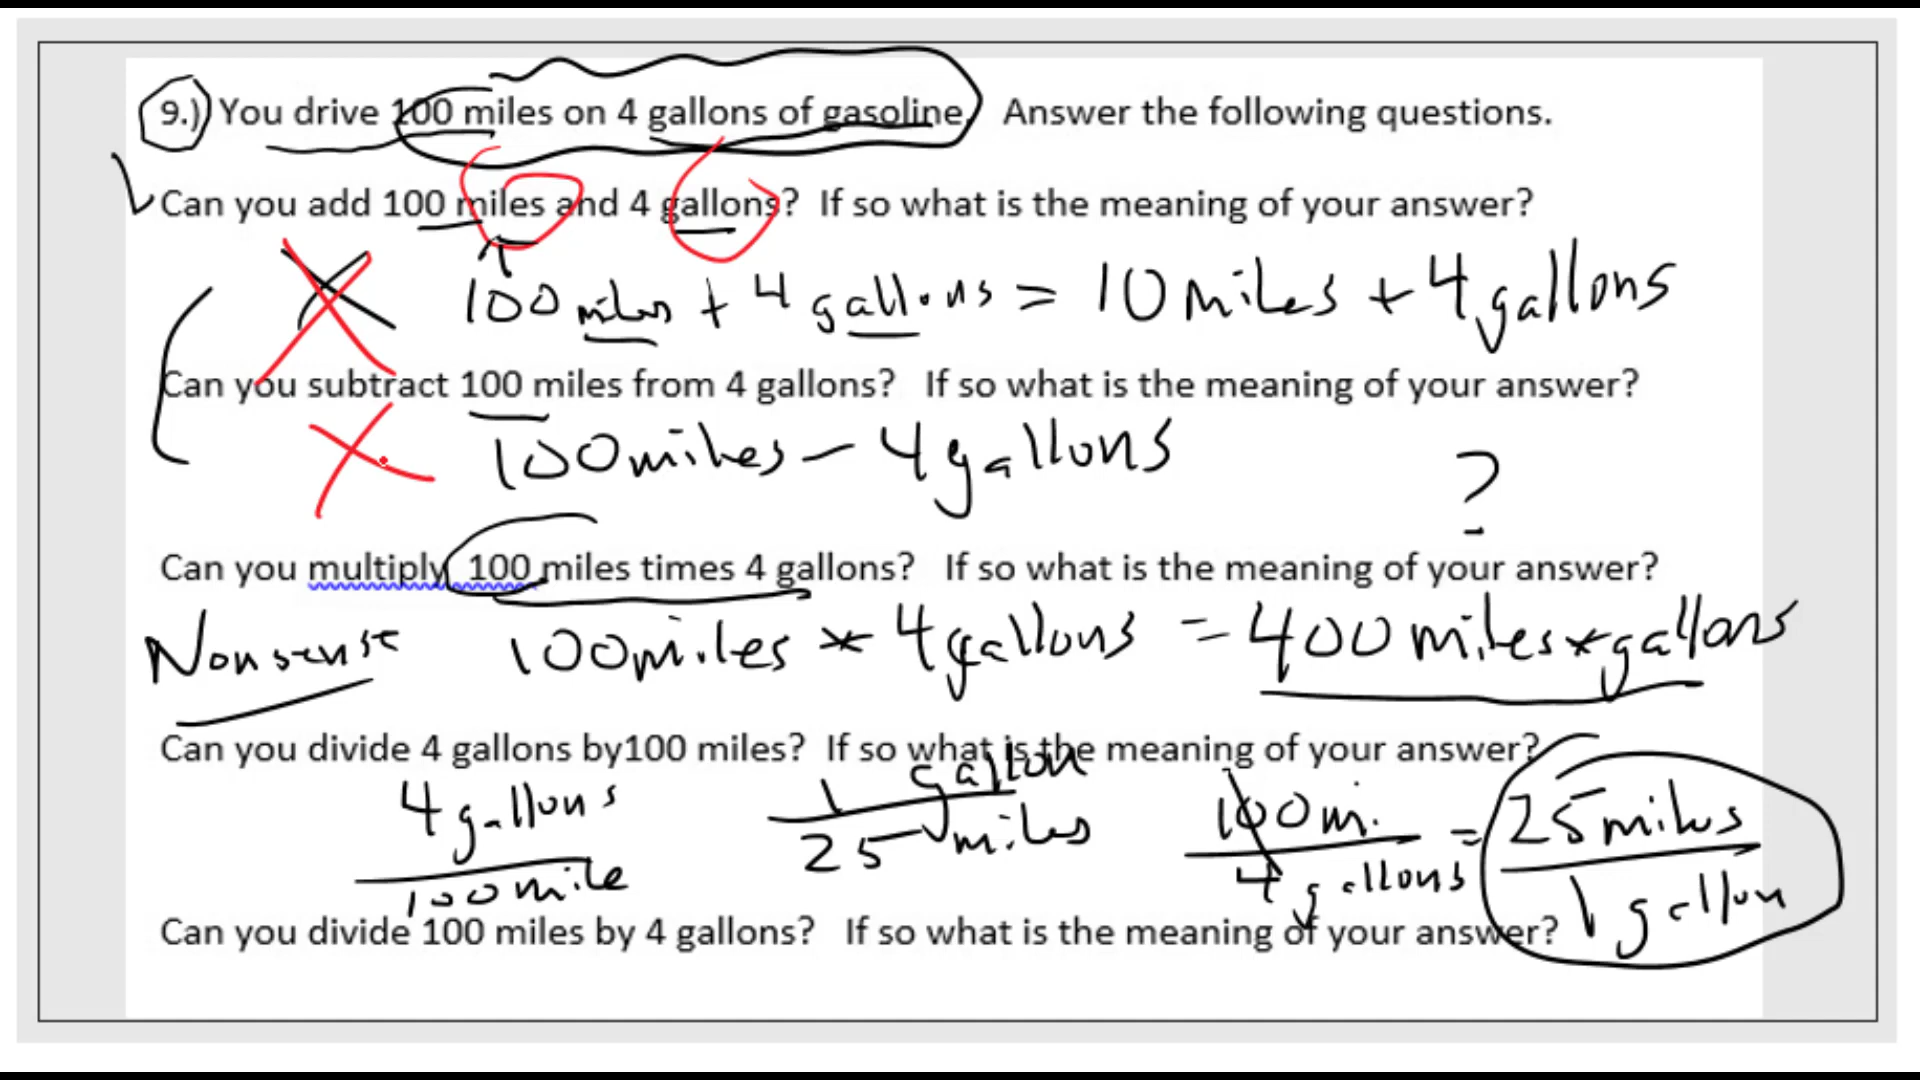 9.) You drive 100 miles on 4 gallons of gasoline. Answer the following questions.
Can you add 100 miles and 4 gallons? If so what is the meaning of your answer?
100 miles + 4 gallons = 10 miles + 4 gallons
Can you subtract 100 miles from 4 gallons? If so what is the meaning of your answer?
100 miles - 4 gallons
?
Can you multiply 100 miles times 4 gallons? If so what is the meaning of your answer?
Nonsense 100 miles * 4 gallons = 400 miles * gallons
Can you divide 4 gallons by100 miles? If so what is the meaning of your answer?
4 gallons 1 gallon 100 mi. = 25 miles
100 mile 25 miles 4 gallons 1 gallon
Can you divide 100 miles by 4 gallons? If so what is the meaning of your answer?